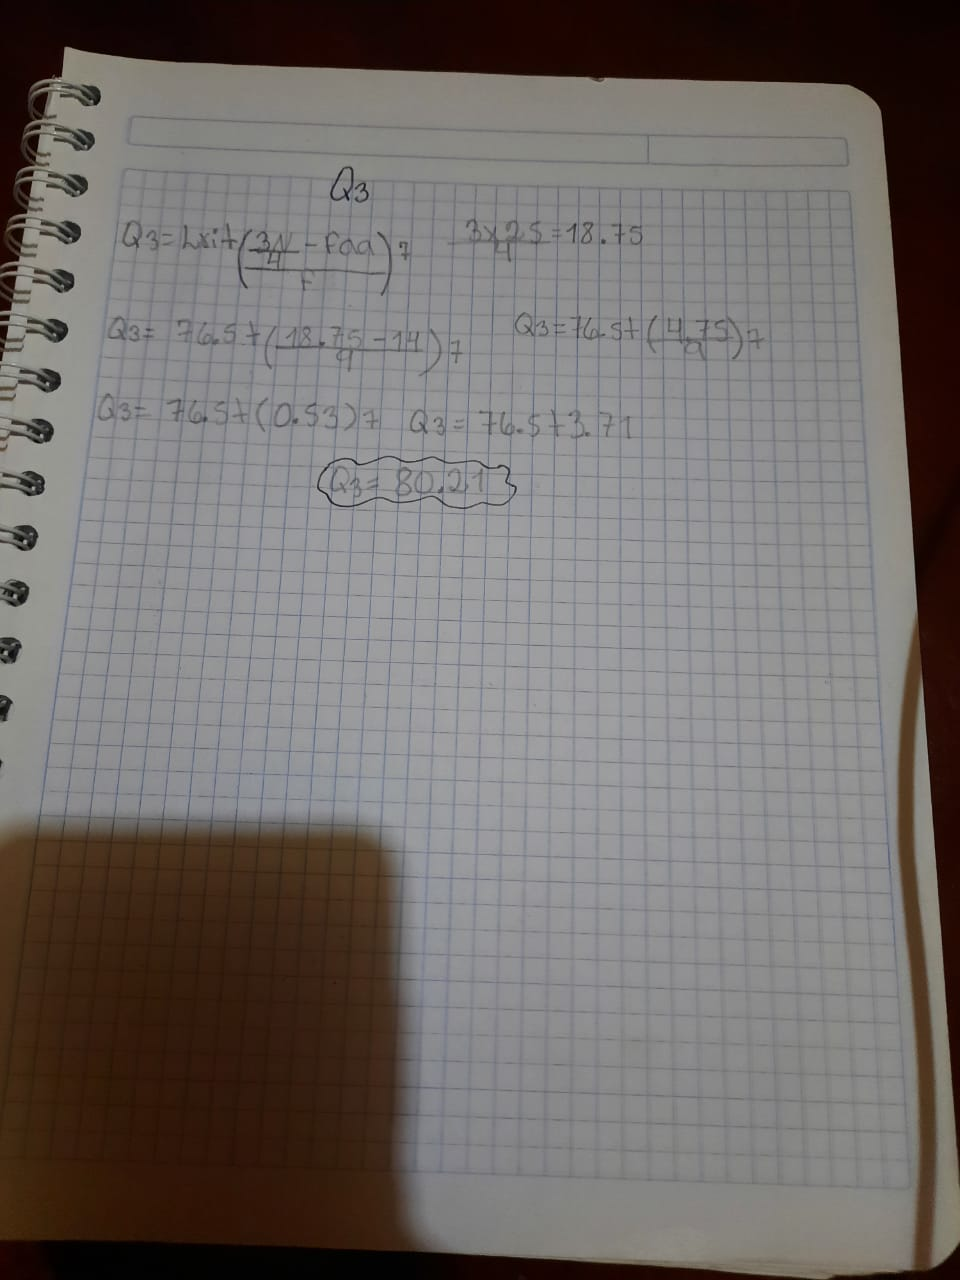 Q3
Q3= Lri+(3N/4 - Faa / F)7 3x25/4=18.75
Q3= 76.5+(18.75-14/9)7 Q3=76.5+(4.75/9)7
Q3= 76.5+(0.53)7 Q3= 76.5+3.71
Q3= 80.21